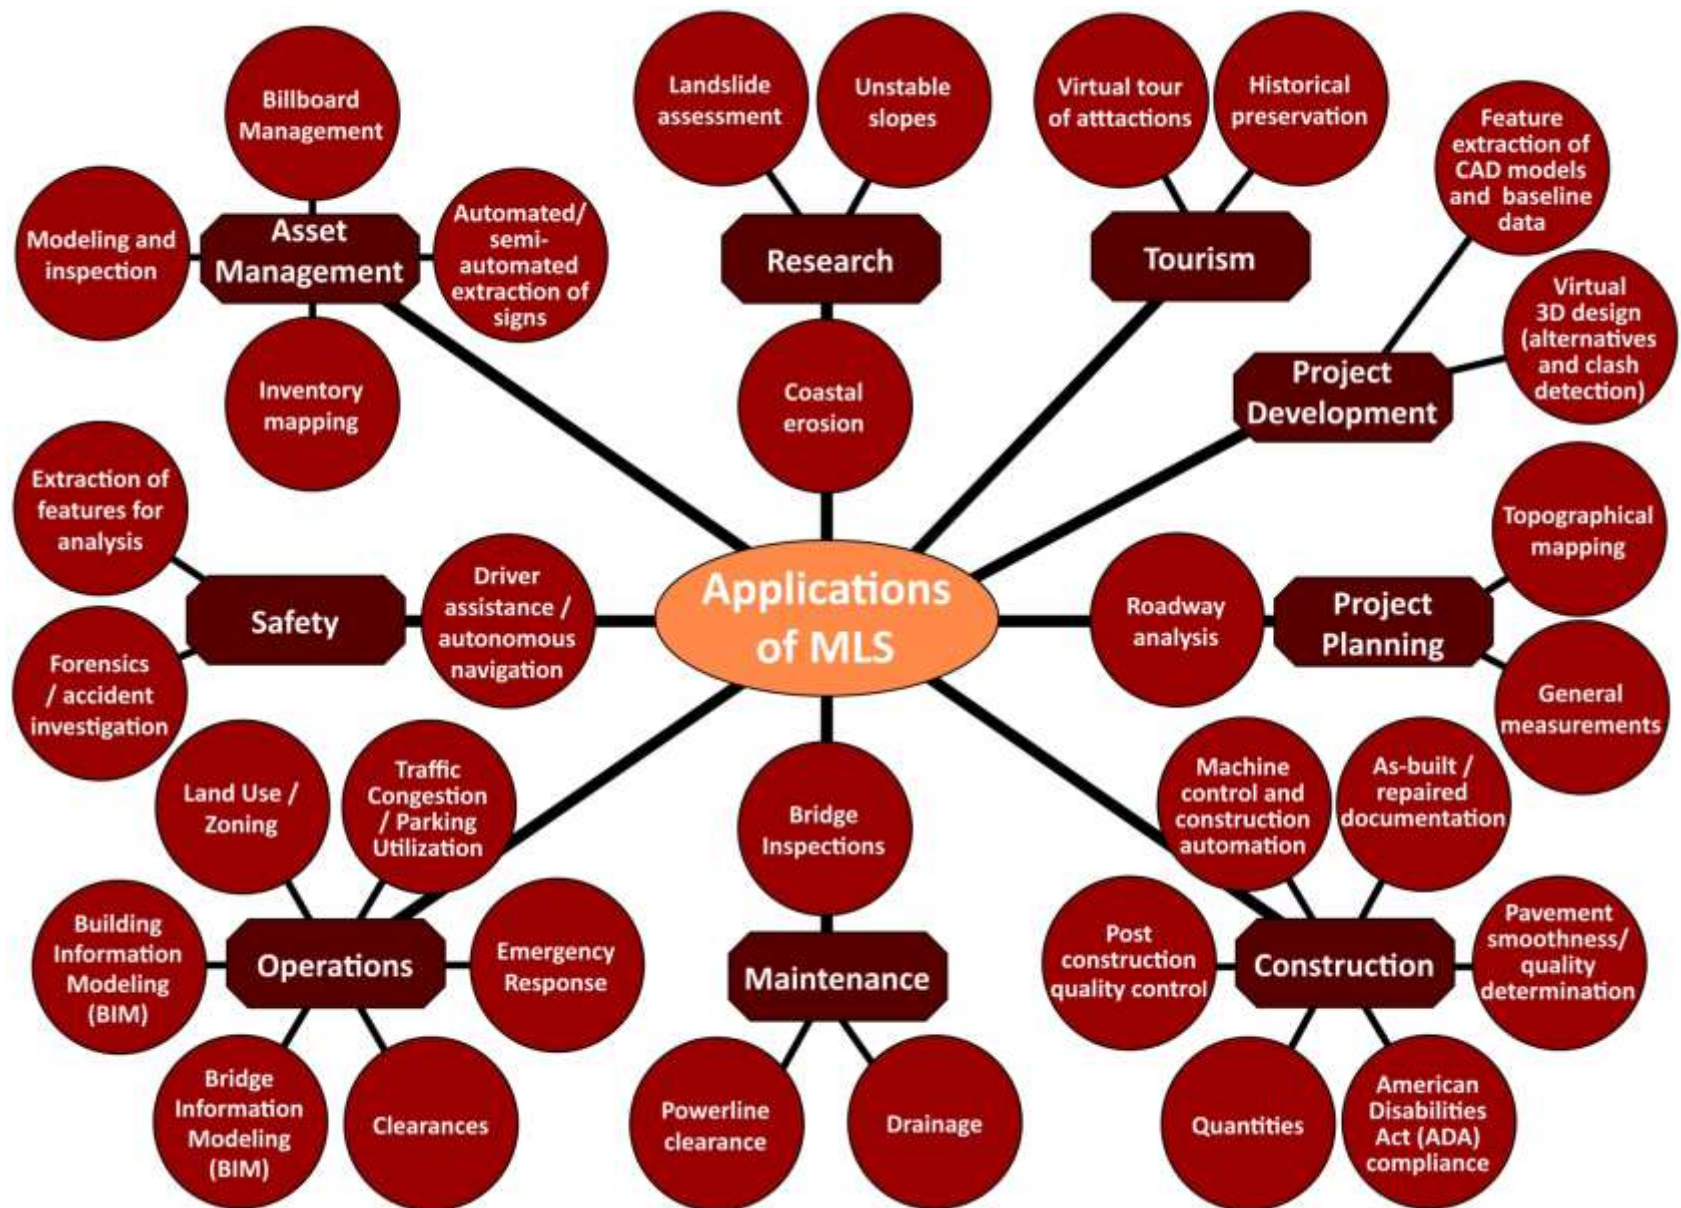 Billboard
Management
Modeling and
inspection
Asset
Management
Automated/
semi-
automated
extraction of
signs
Inventory
mapping
Landslide
assessment
Unstable
slopes
Research
Coastal
erosion
Virtual tour
of atttactions
Historical
preservation
Tourism
Feature
extraction of
CAD models
and baseline
data
Virtual
3D design
(alternatives
and clash
detection)
Project
Development
Extraction of
features for
analysis
Safety
Forensics
/ accident
investigation
Driver
assistance /
autonomous
navigation
Applications
of MLS
Roadway
analysis
Project
Planning
Topographical
mapping
General
measurements
Land Use /
Zoning
Traffic
Congestion
/ Parking
Utilization
Building
Information
Modeling
(BIM)
Operations
Emergency
Response
Bridge
Information
Modeling
(BIM)
Clearances
Bridge
Inspections
Maintenance
Powerline
clearance
Drainage
Machine
control and
construction
automation
As-built /
repaired
documentation
Post
construction
quality control
Construction
Pavement
smoothness/
quality
determination
Quantities
American
Disabilities
Act (ADA)
compliance